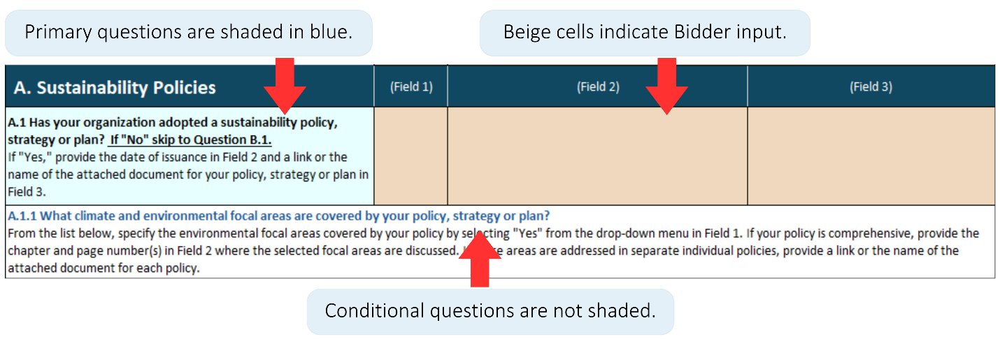 Primary questions are shaded in blue.
Beige cells indicate Bidder input.
A. Sustainability Policies
(Field 1)
(Field 2)
(Field 3)
A.1 Has your organization adopted a sustainability policy,
strategy or plan? If "No" skip to Question B.1.
If "Yes," provide the date of issuance in Field 2 and a link or the
name of the attached document for your policy, strategy or plan in
Field 3.
A.1.1 What climate and environmental focal areas are covered by your policy, strategy or plan?
From the list below, specify the environmental focal areas covered by your policy by selecting "Yes" from the drop-down menu in Field 1. If your policy is comprehensive, provide the
chapter and page number(s) in Field 2 where the selected focal areas are discussed. areas are addressed in separate individual policies, provide a link or the name of the
attached document for each policy.
Conditional questions are not shaded.